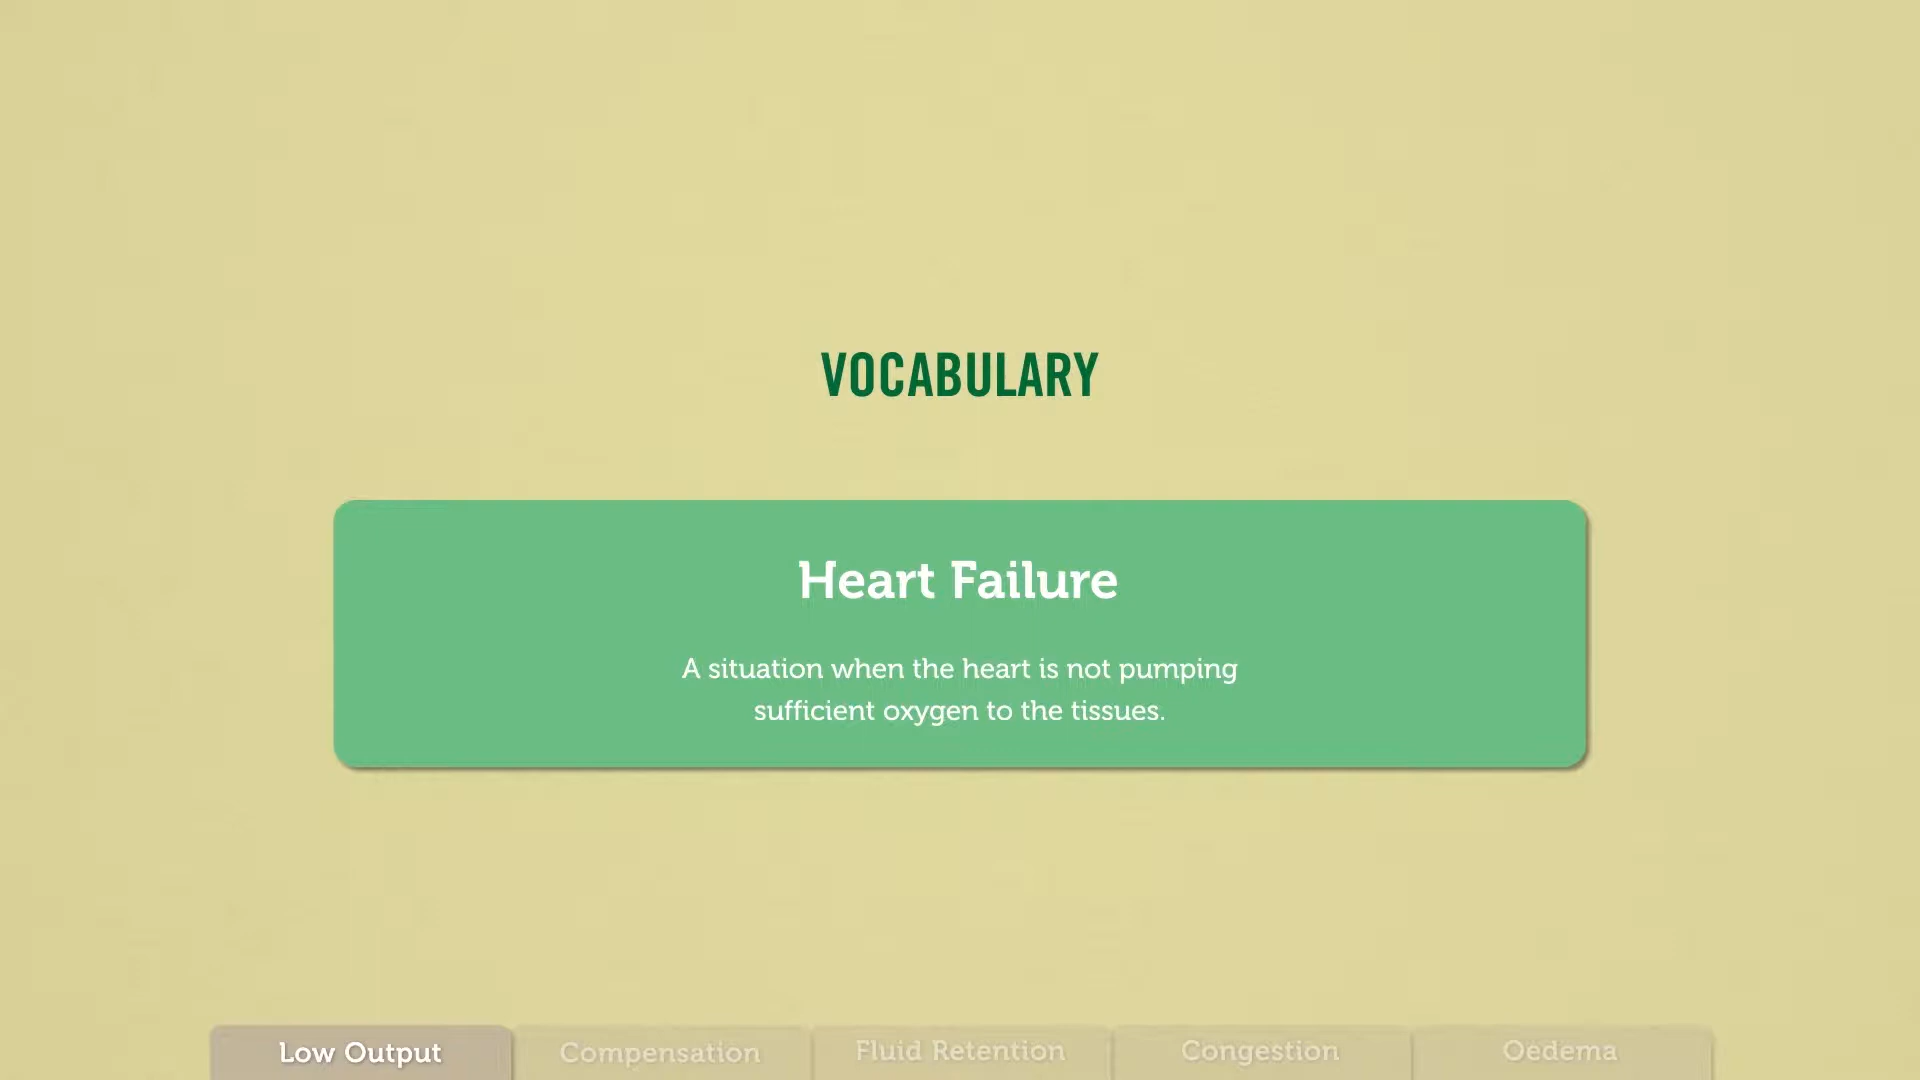 VOCABULARY
Heart Failure
A situation when the heart is not pumping
sufficient oxygen to the tissues.
Low Output
Compensation
Fluid Retention
Congestion
Oedema